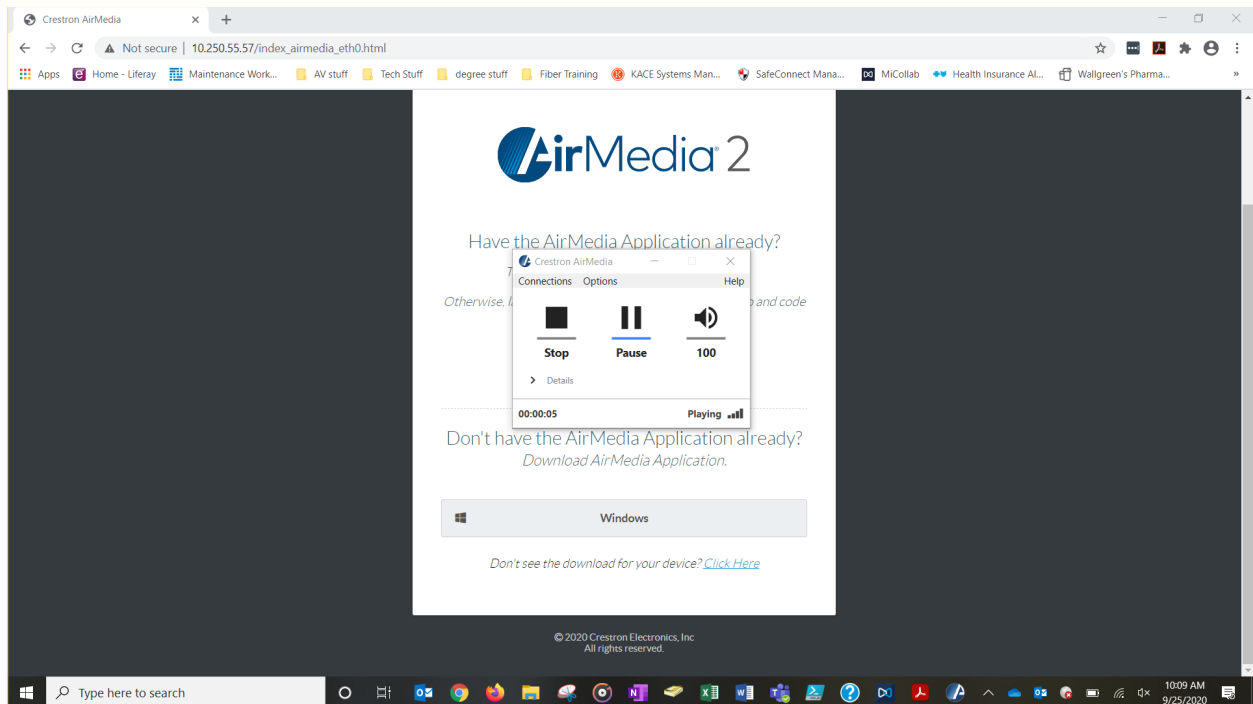 Crestron AirMedia
Not secure | 10.250.55.57/index_airmedia_eth0.html
Apps Home - Liferay Maintenance Work... AV stuff Tech Stuff degree stuff Fiber Training KACE Systems Man... SafeConnect Mana... MiCollab Health Insurance Al... Wallgreen's Pharma... »
AirMedia® 2
Have the AirMedia Application already?
Crestron AirMedia
Connections Options Help
Otherwise,
and code
Stop Pause 100
Details
00:00:05 Playing
Don't have the AirMedia Application already?
Download AirMedia Application.
Windows
Don't see the download for your device? Click Here
© 2020 Crestron Electronics, Inc
All rights reserved.
Type here to search
10:09 AM
9/25/2020